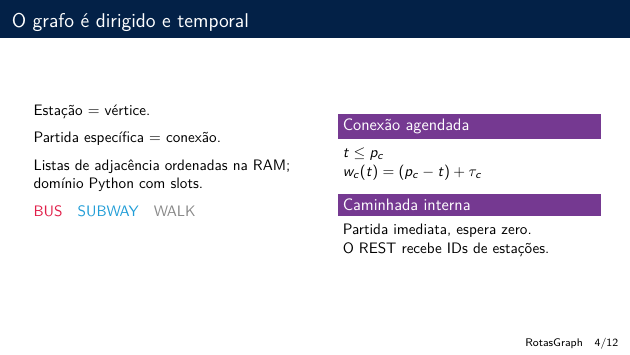 O grafo é dirigido e temporal
Estação = vértice.
Partida específica = conexão.
Listas de adjacência ordenadas na RAM;
domínio Python com slots.
BUS SUBWAY WALK
Conexão agendada
t ≤ p_c
w_c(t) = (p_c − t) + τ_c
Caminhada interna
Partida imediata, espera zero.
O REST recebe IDs de estações.
RotasGraph 4/12